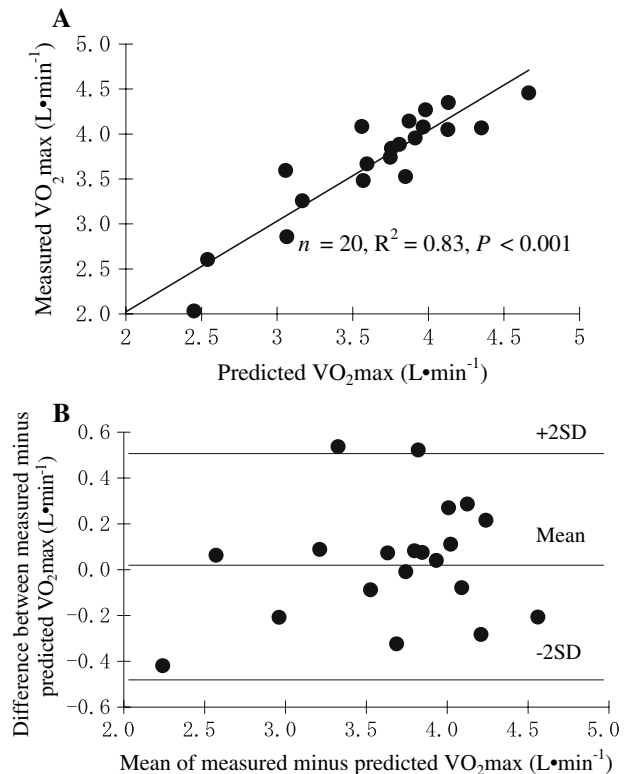 A
5.0
4.5
4.0
3.5
3.0
2.5
2.0
Measured VO₂max (L•min⁻¹)
n = 20, R² = 0.83, P < 0.001
2 2.5 3 3.5 4 4.5 5
Predicted VO₂max (L•min⁻¹)
B
0.6
0.4
0.2
0.0
-0.2
-0.4
-0.6
Difference between measured minus
predicted VO₂max (L•min⁻¹)
+2SD
Mean
-2SD
2.0 2.5 3.0 3.5 4.0 4.5 5.0
Mean of measured minus predicted VO₂max (L•min⁻¹)